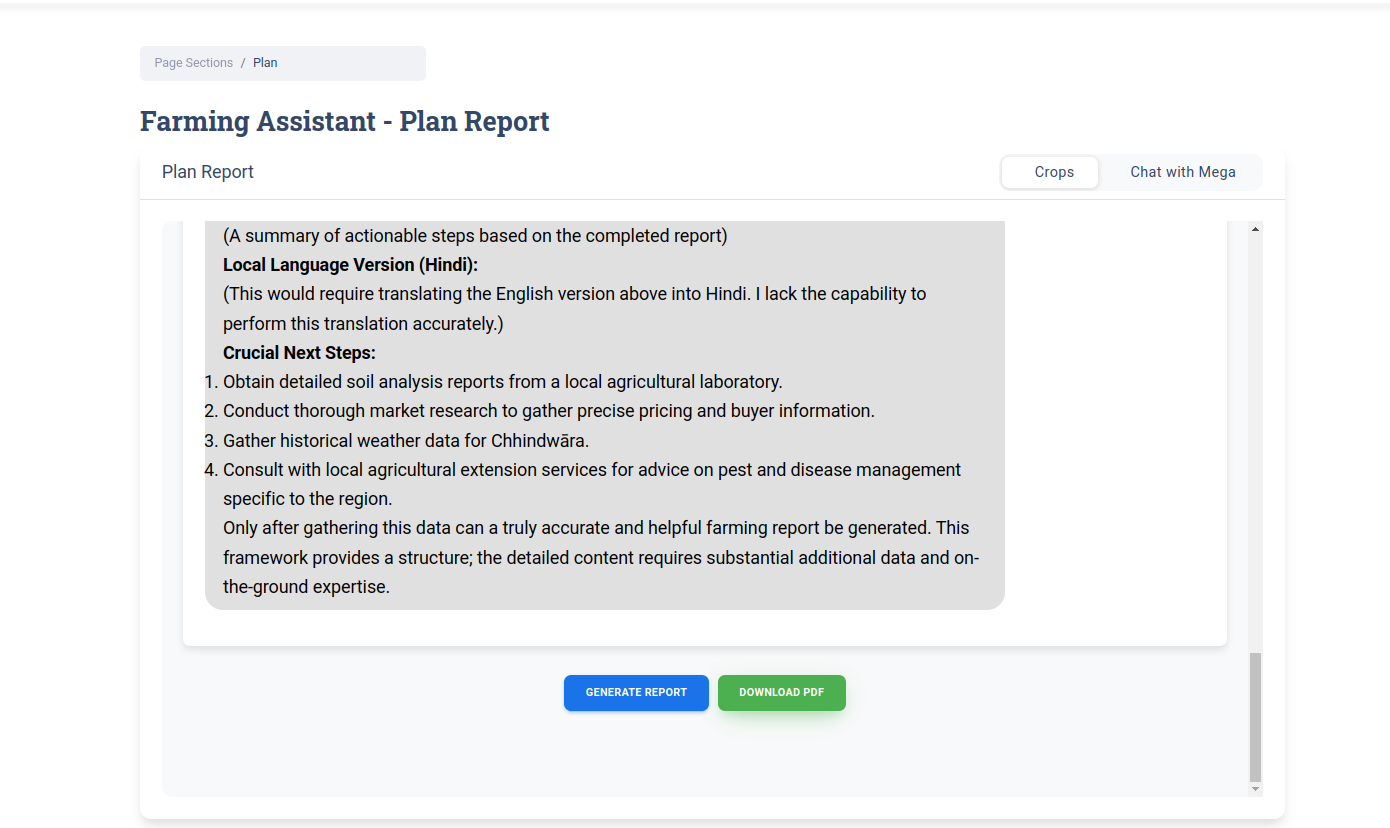 Page Sections / Plan
Farming Assistant - Plan Report
Plan Report
Crops
Chat with Mega
(A summary of actionable steps based on the completed report)
Local Language Version (Hindi):
(This would require translating the English version above into Hindi. I lack the capability to
perform this translation accurately.)
Crucial Next Steps:
1. Obtain detailed soil analysis reports from a local agricultural laboratory.
2. Conduct thorough market research to gather precise pricing and buyer information.
3. Gather historical weather data for Chhindwāra.
4. Consult with local agricultural extension services for advice on pest and disease management
specific to the region.
Only after gathering this data can a truly accurate and helpful farming report be generated. This
framework provides a structure; the detailed content requires substantial additional data and on-
the-ground expertise.
GENERATE REPORT
DOWNLOAD PDF